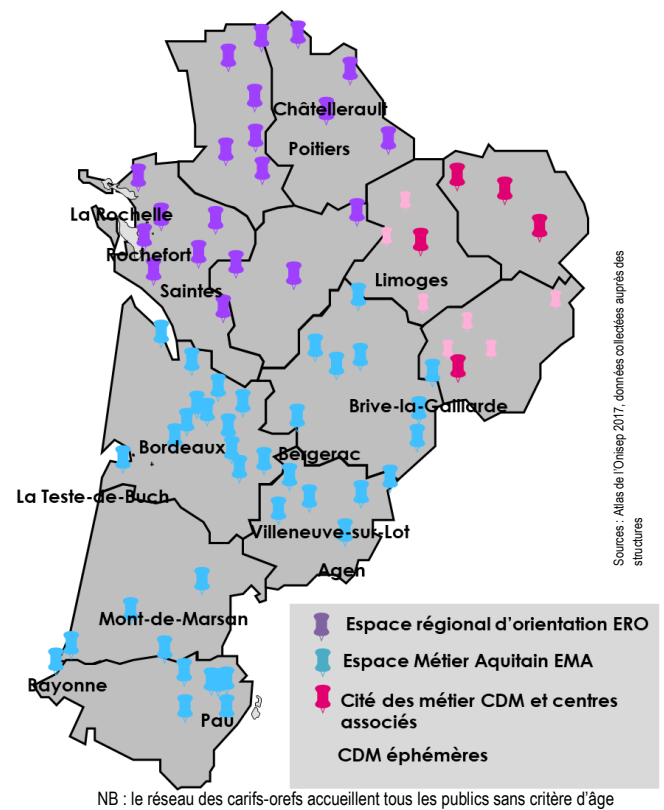 Châtellerault
Poitiers
La Rochelle
Rochefort
Saintes
Limoges
Brive-la-Gaillarde
Bordeaux
Bergerac
La Teste-de-Buch
Villeneuve-sur-Lot
Agen
Mont-de-Marsan
Bayonne
Pau
Sources : Atlas de l'Onisep 2017, données collectées auprès des
structures
Espace régional d'orientation ERO
Espace Métier Aquitain EMA
Cité des métier CDM et centres
associés
CDM éphémères
NB : le réseau des carifs-orefs accueillent tous les publics sans critère d'âge